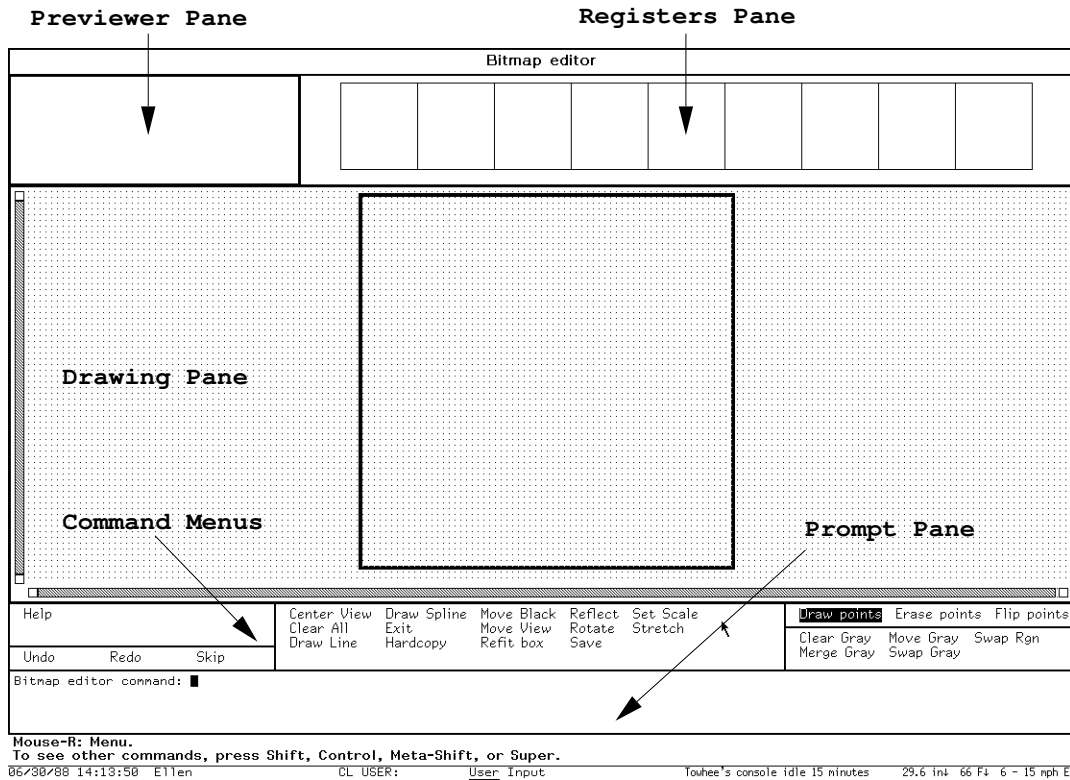 Previewer Pane
Registers Pane
Bitmap editor
Drawing Pane
Command Menus
Prompt Pane
Help
Undo Redo Skip
Center View Draw Spline Move Black Reflect Set Scale
Clear All Exit Move View Rotate Stretch
Draw Line Hardcopy Refit box Save
Draw points Erase points Flip points
Clear Gray Move Gray Swap Rgn
Merge Gray Swap Gray
Bitmap editor command:
Mouse-R: Menu.
To see other commands, press Shift, Control, Meta-Shift, or Super.
06/30/88 14:13:50 Ellen CL USER: User Input Towhee's console idle 15 minutes 29.6 in↓ 66 F↓ 6 - 15 mph E